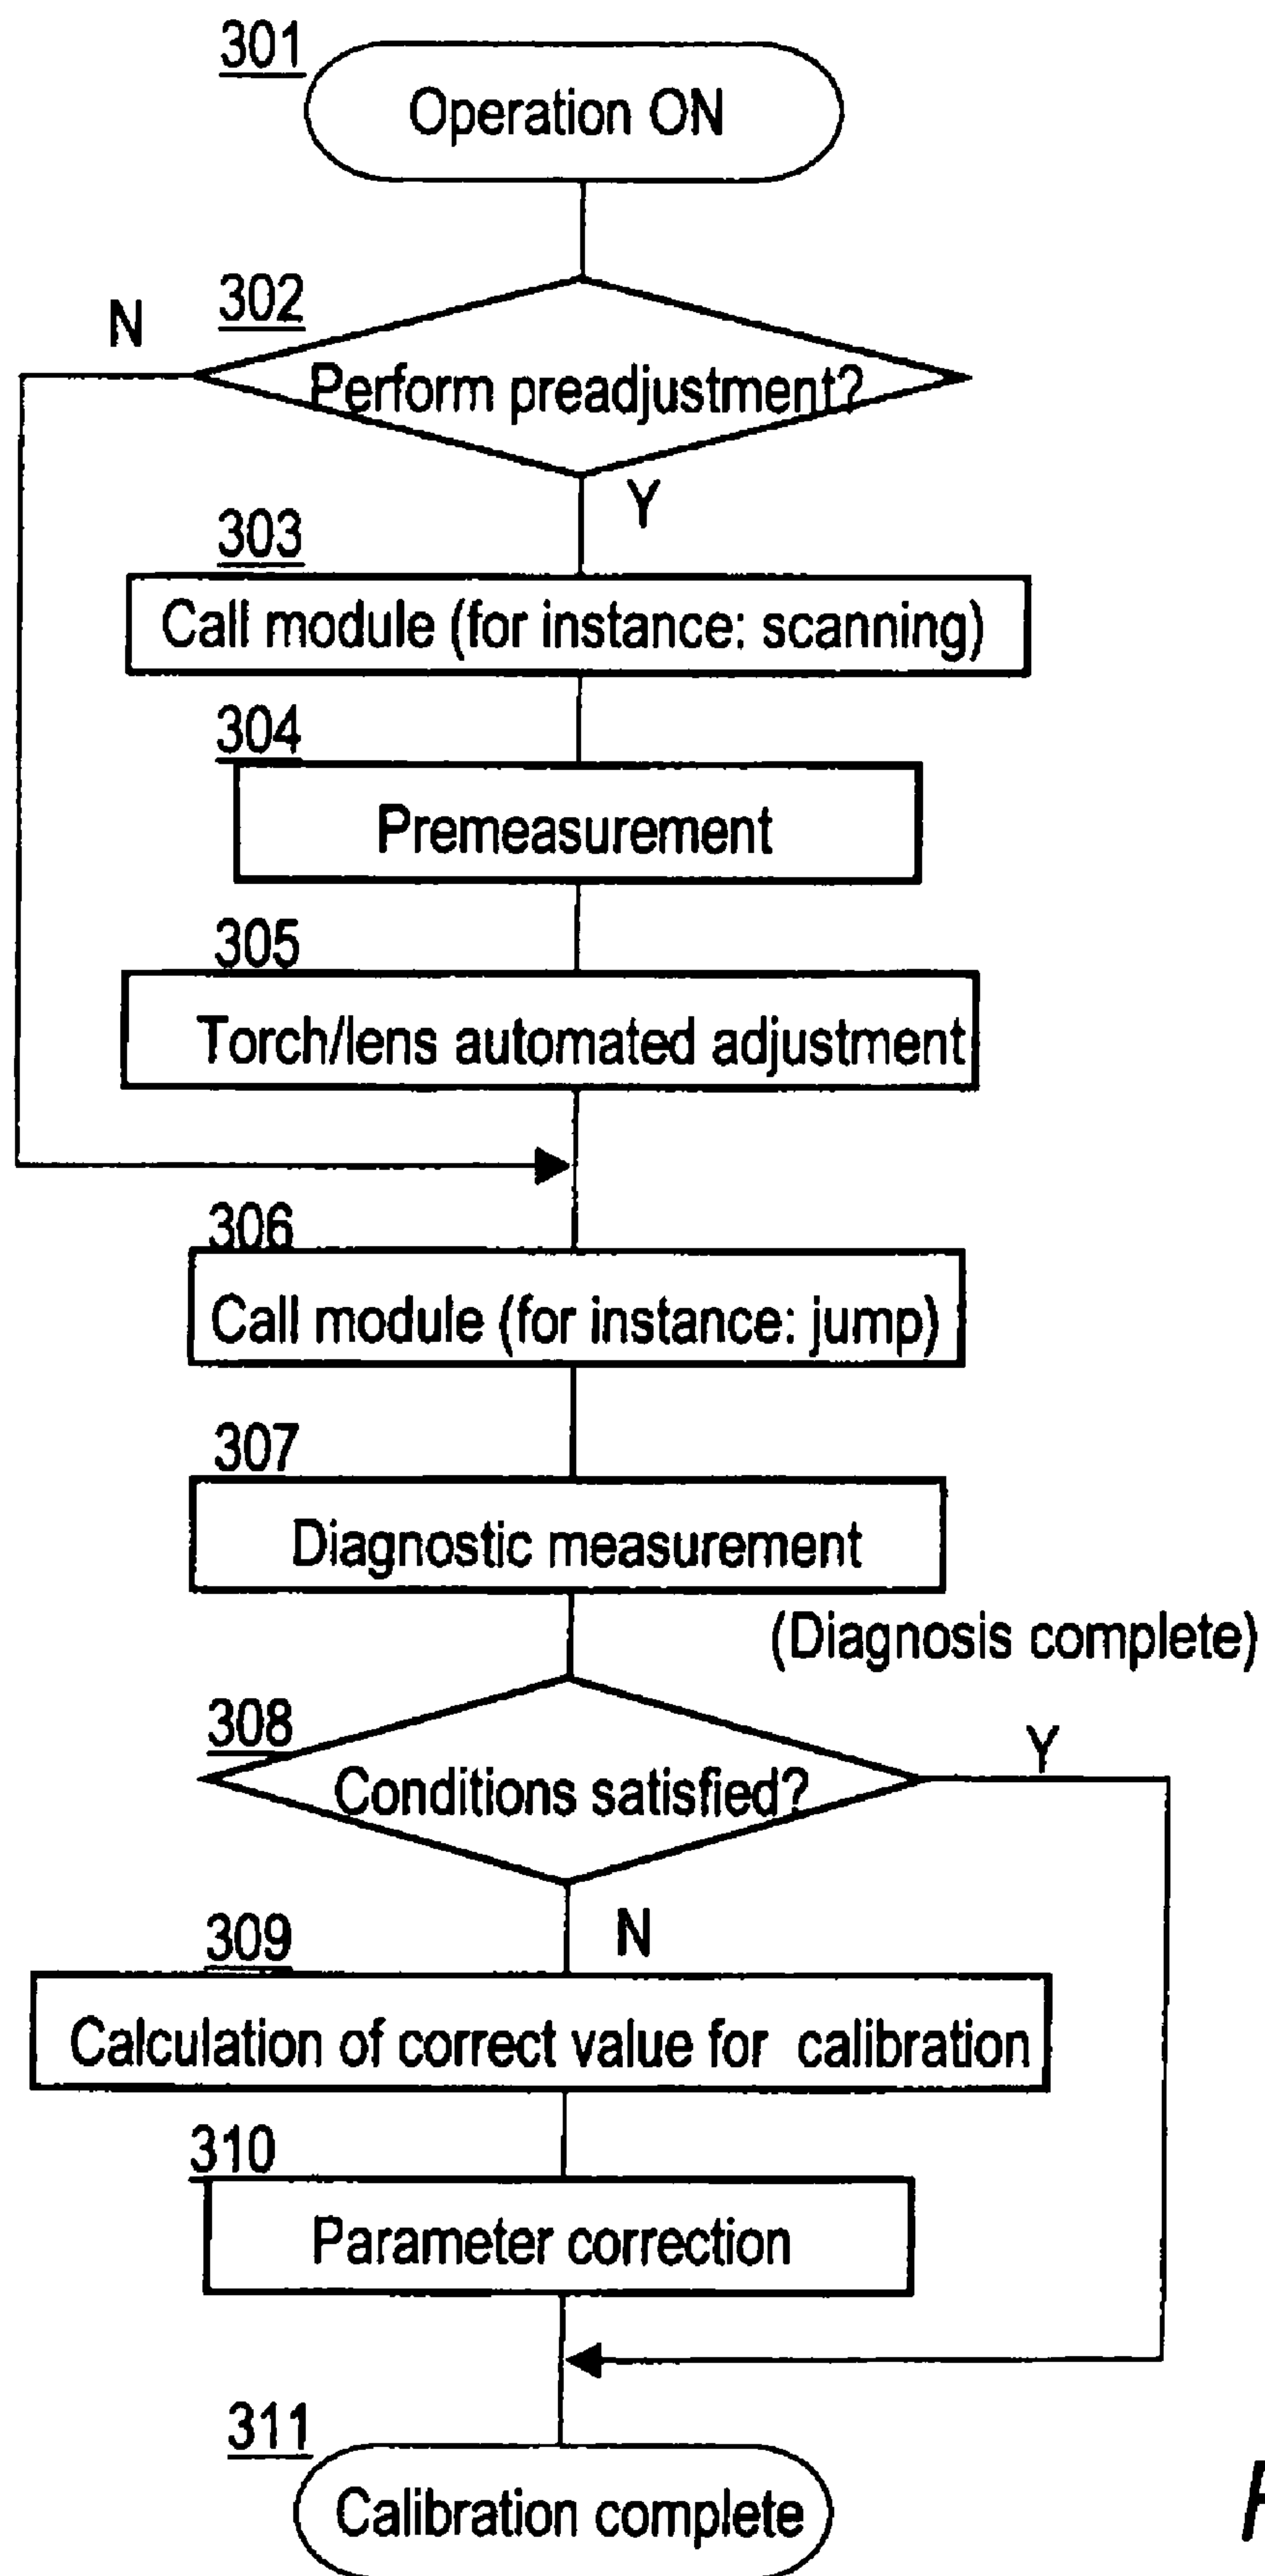 301
Operation ON
302
N
Perform preadjustment?
Y
303
Call module (for instance: scanning)
304
Premeasurement
305
Torch/lens automated adjustment
306
Call module (for instance: jump)
307
Diagnostic measurement
(Diagnosis complete)
308
Y
Conditions satisfied?
N
309
Calculation of correct value for calibration
310
Parameter correction
311
Calibration complete